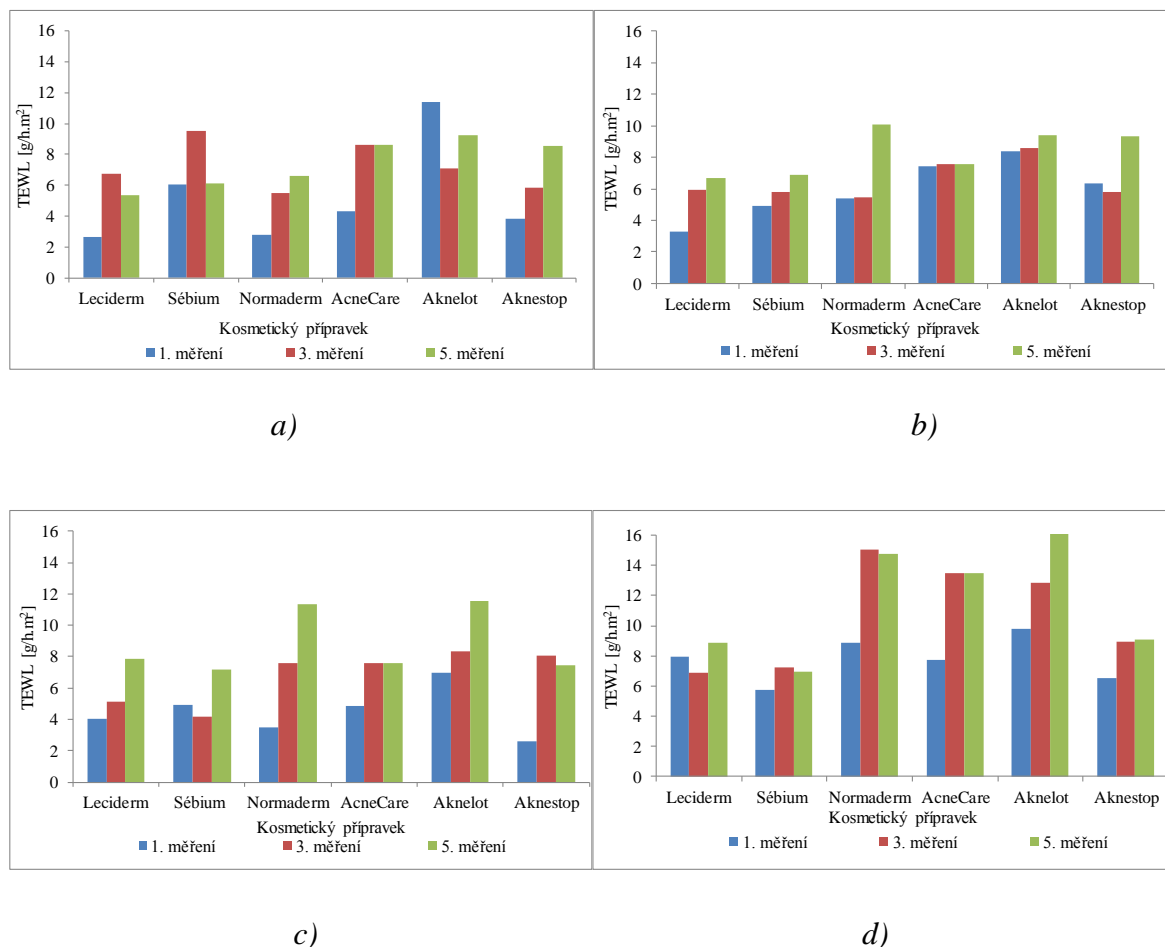 16
14
12
10
8
6
4
2
0
TEWL [g/h.m²]
Leciderm Sébium Normaderm AcneCare Aknelot Aknestop
Kosmetický přípravek
1. měření 3. měření 5. měření
a)
16
14
12
10
8
6
4
2
0
TEWL [g/h.m²]
Leciderm Sébium Normaderm AcneCare Aknelot Aknestop
Kosmetický přípravek
1. měření 3. měření 5. měření
b)
16
14
12
10
8
6
4
2
0
TEWL [g/h.m²]
Leciderm Sébium Normaderm AcneCare Aknelot Aknestop
Kosmetický přípravek
1. měření 3. měření 5. měření
c)
16
14
12
10
8
6
4
2
0
TEWL [g/h.m²]
Leciderm Sébium Normaderm AcneCare Aknelot Aknestop
Kosmetický přípravek
1. měření 3. měření 5. měření
d)